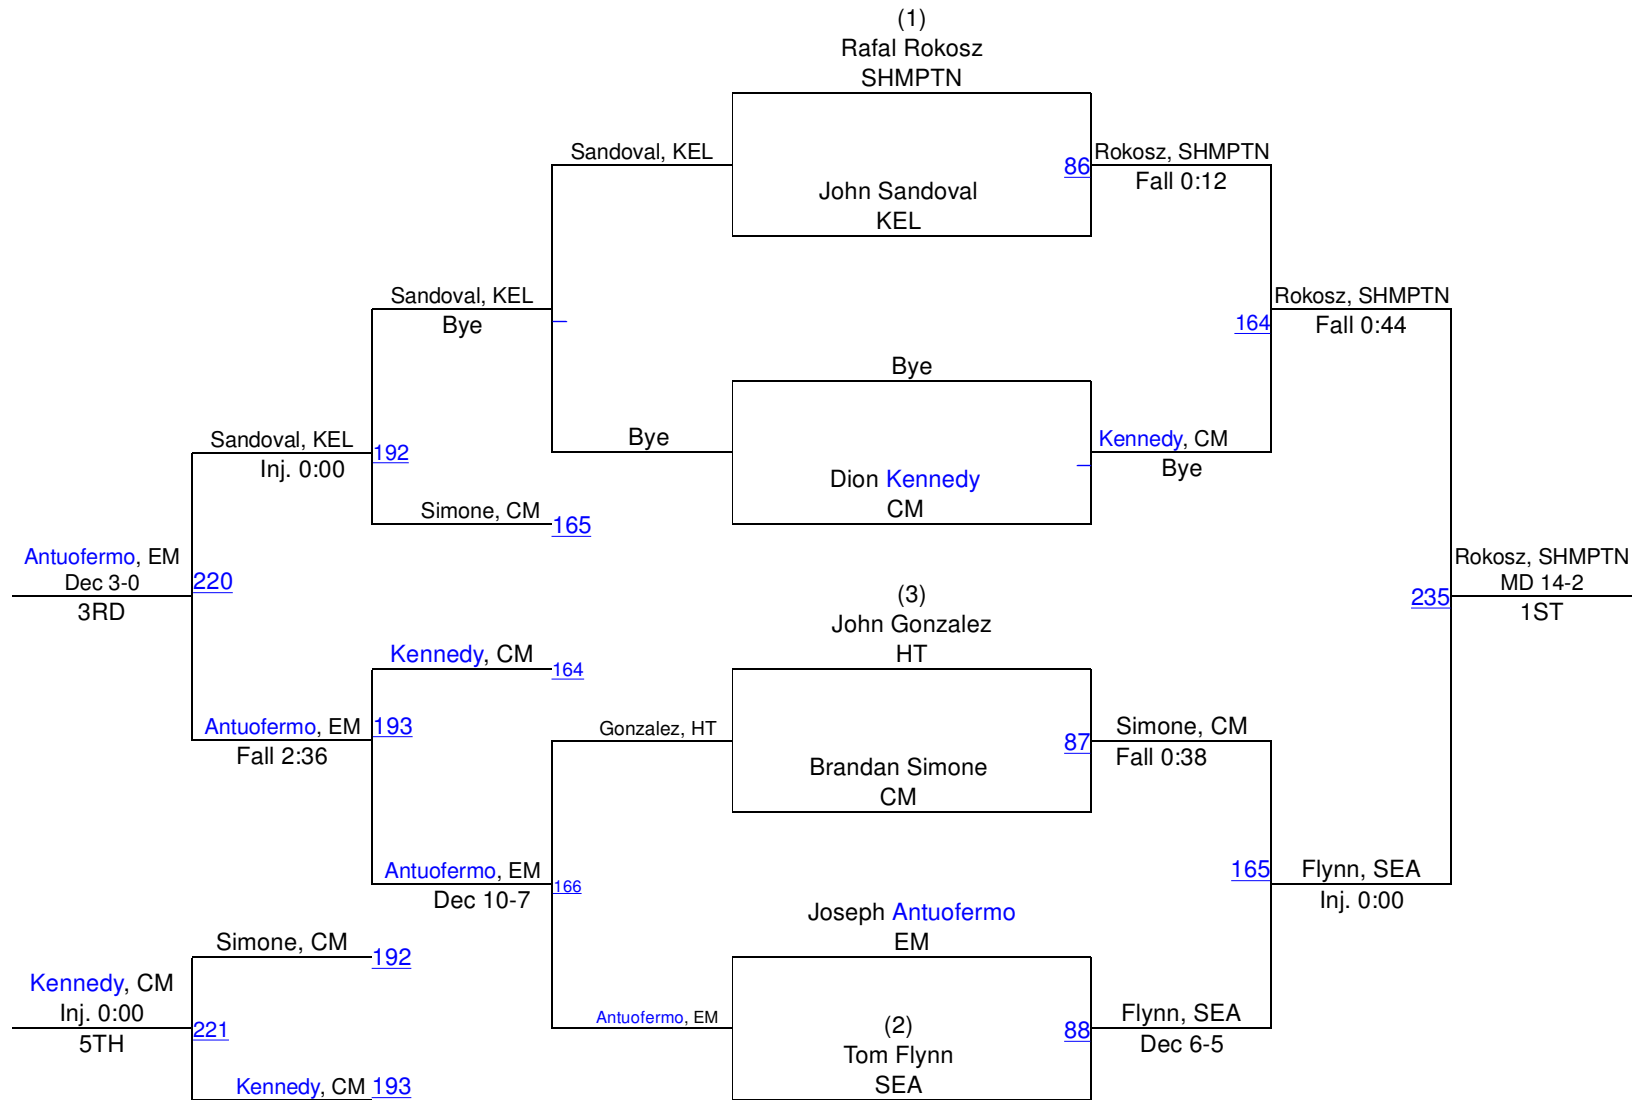 (1)
Rafal Rokosz
SHMPTN
Sandoval, KEL
86
Rokosz, SHMPTN
Fall 0:12
John Sandoval
KEL
Sandoval, KEL
Bye
164
Rokosz, SHMPTN
Fall 0:44
Bye
Sandoval, KEL
Inj. 0:00
192
Bye
Kennedy, CM
Bye
Dion Kennedy
CM
Simone, CM
165
Antuofermo, EM
Dec 3-0
3RD
220
(3)
John Gonzalez
HT
235
Rokosz, SHMPTN
MD 14-2
1ST
Kennedy, CM
164
Antuofermo, EM
Fall 2:36
193
Gonzalez, HT
87
Simone, CM
Fall 0:38
Brandan Simone
CM
Antuofermo, EM
Dec 10-7
166
165
Flynn, SEA
Inj. 0:00
Joseph Antuofermo
EM
Simone, CM
192
Kennedy, CM
Inj. 0:00
5TH
221
Antuofermo, EM
(2)
Tom Flynn
SEA
88
Flynn, SEA
Dec 6-5
Kennedy, CM
193